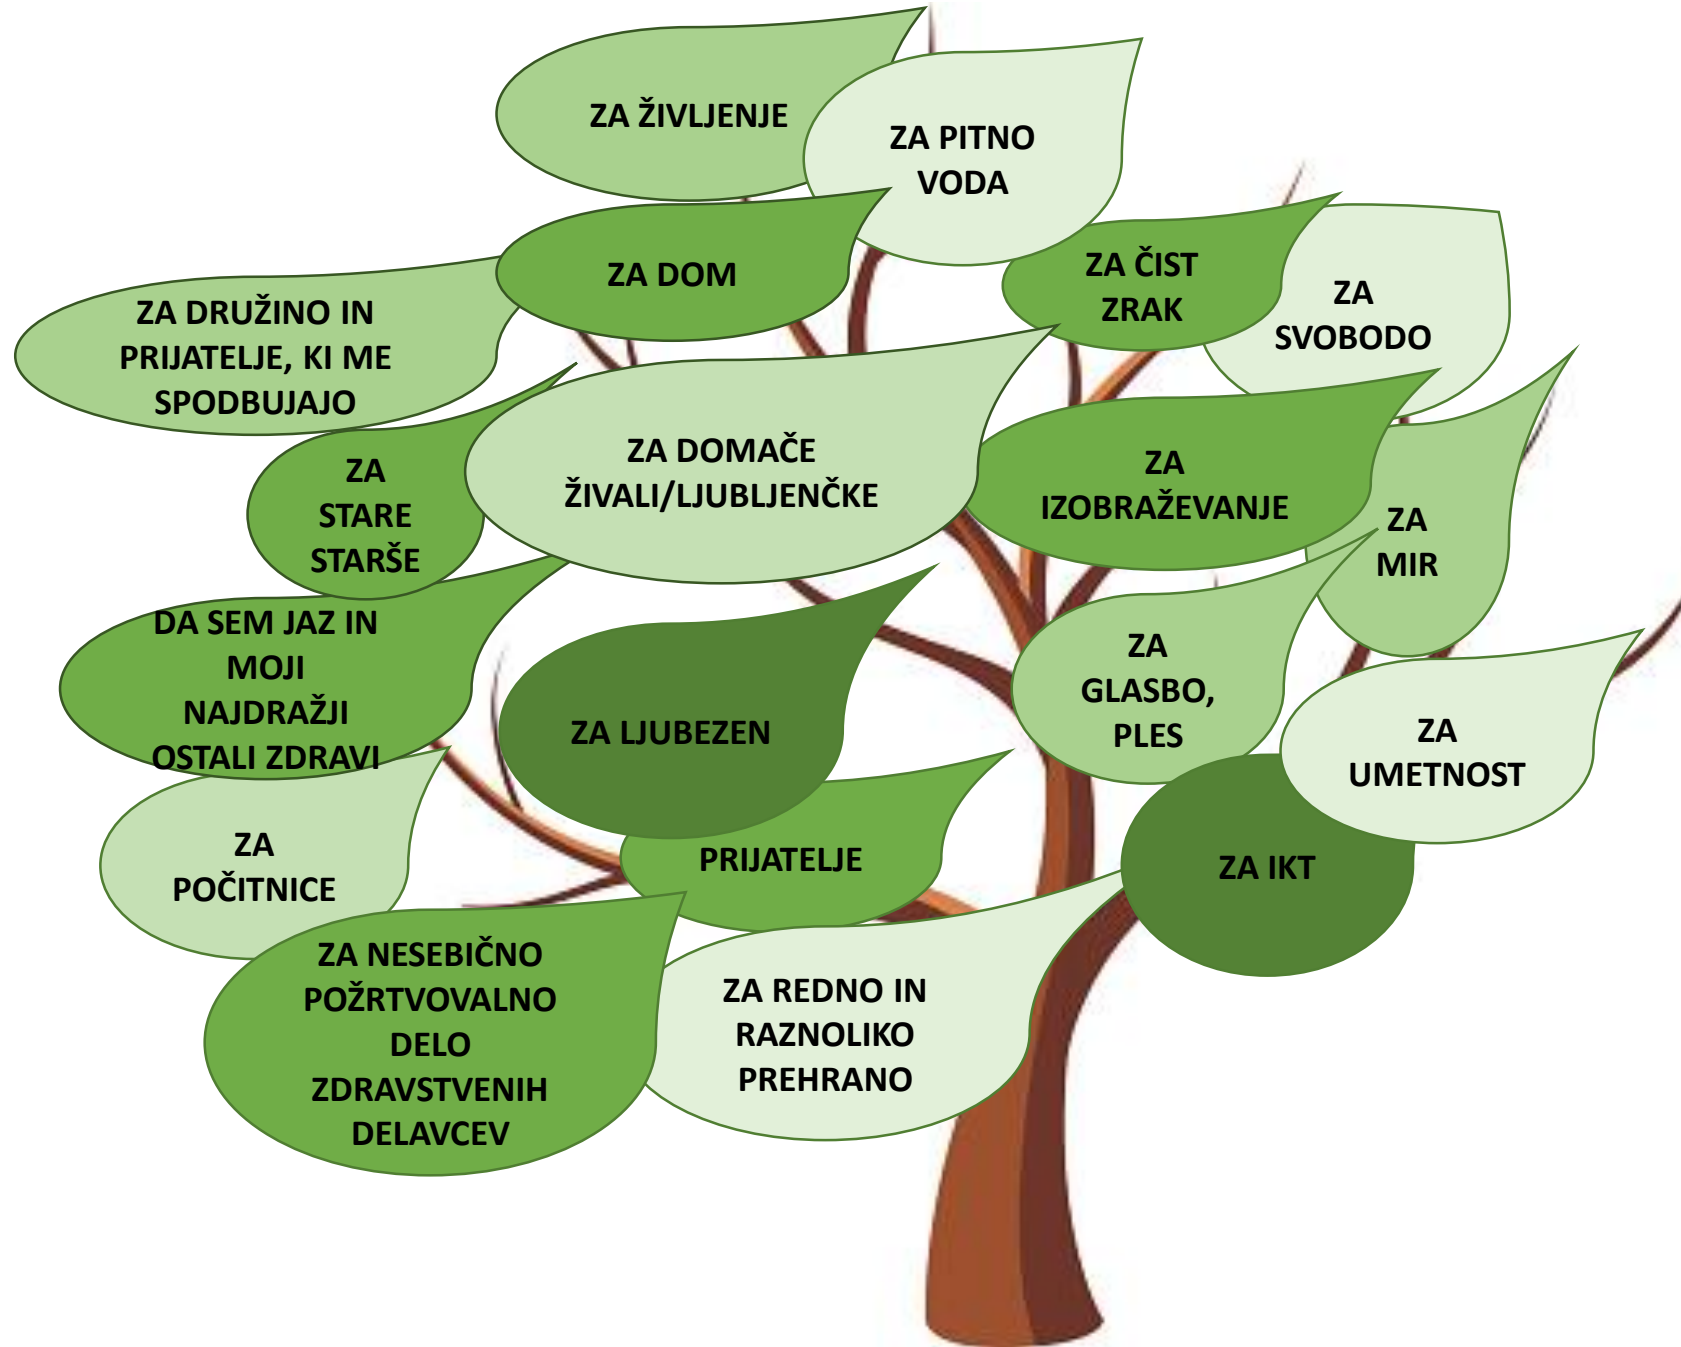 ZA ŽIVLJENJE
ZA PITNO
VODA
ZA DOM
ZA ČIST
ZRAK
ZA
SVOBODO
ZA DRUŽINO IN
PRIJATELJE, KI ME
SPODBUJAJO
ZA
STARE
STARŠE
ZA DOMAČE
ŽIVALI/LJUBLJENČKE
ZA
IZOBRAŽEVANJE
ZA
MIR
DA SEM JAZ IN
MOJI
NAJDRAŽJI
OSTALI ZDRAVI
ZA LJUBEZEN
ZA
GLASBO,
PLES
ZA
UMETNOST
ZA
POČITNICE
PRIJATELJE
ZA IKT
ZA NESEBIČNO
POŽRTVOVALNO
DELO
ZDRAVSTVENIH
DELAVCEV
ZA REDNO IN
RAZNOLIKO
PREHRANO